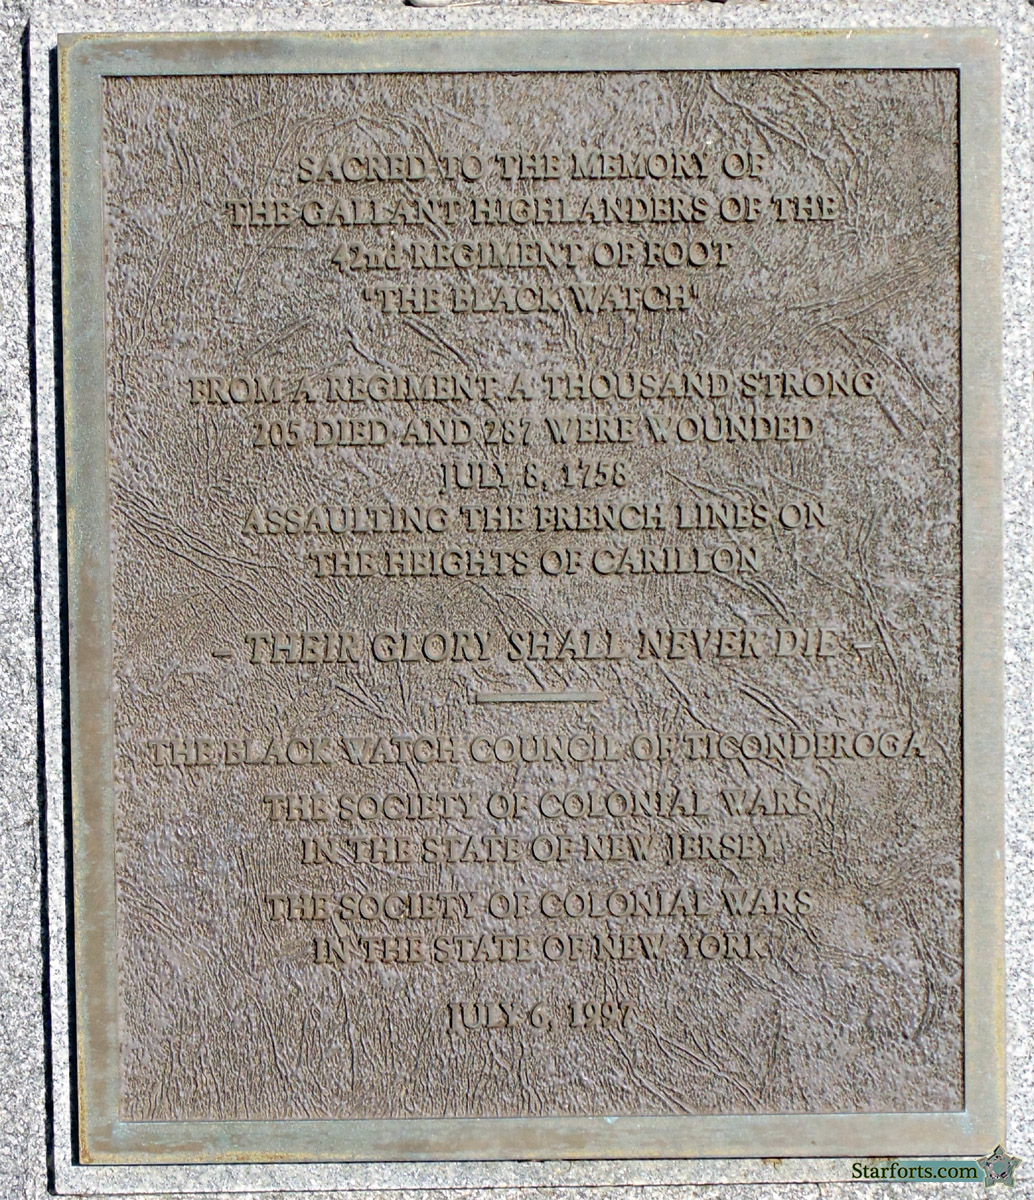 SACRED TO THE MEMORY OF
THE GALLANT HIGHLANDERS OF THE
42nd REGIMENT OF FOOT
"THE BLACK WATCH"
FROM A REGIMENT A THOUSAND STRONG
205 DIED AND 287 WERE WOUNDED
JULY 8, 1758
ASSAULTING THE FRENCH LINES ON
THE HEIGHTS OF CARILLON
– THEIR GLORY SHALL NEVER DIE –
THE BLACK WATCH COUNCIL OF TICONDEROGA
THE SOCIETY OF COLONIAL WARS
IN THE STATE OF NEW JERSEY
THE SOCIETY OF COLONIAL WARS
IN THE STATE OF NEW YORK
JULY 6, 1997
Starforts.com